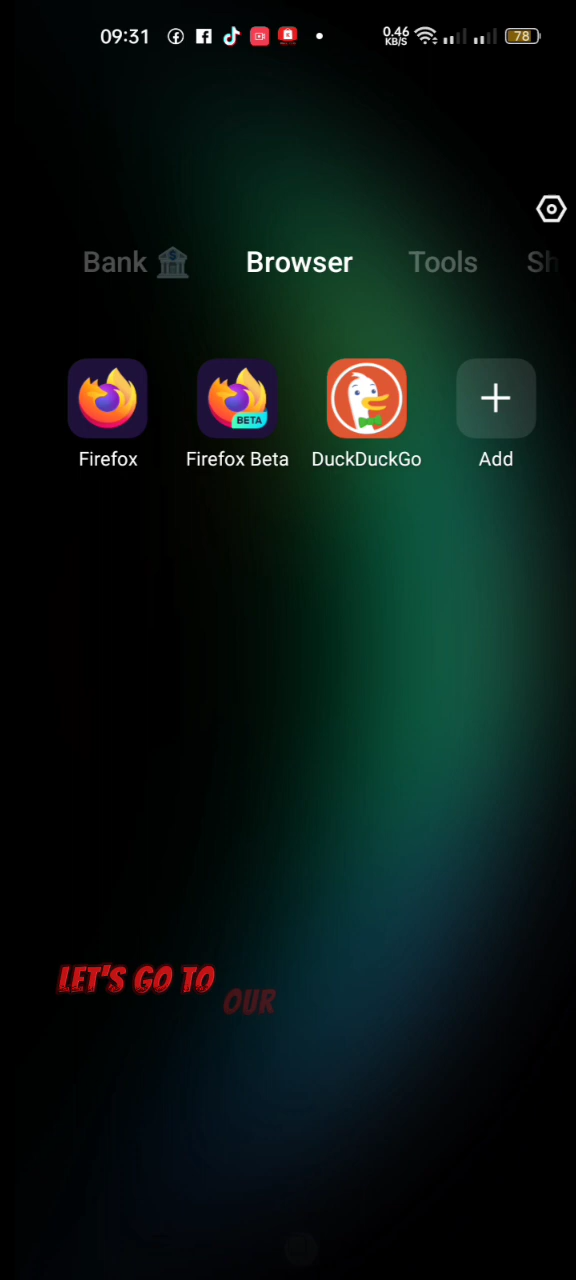 09:31 0.46 KB/S 78
Bank Browser Tools Sh
BETA
Firefox Firefox Beta DuckDuckGo Add
LET'S GO TO OUR